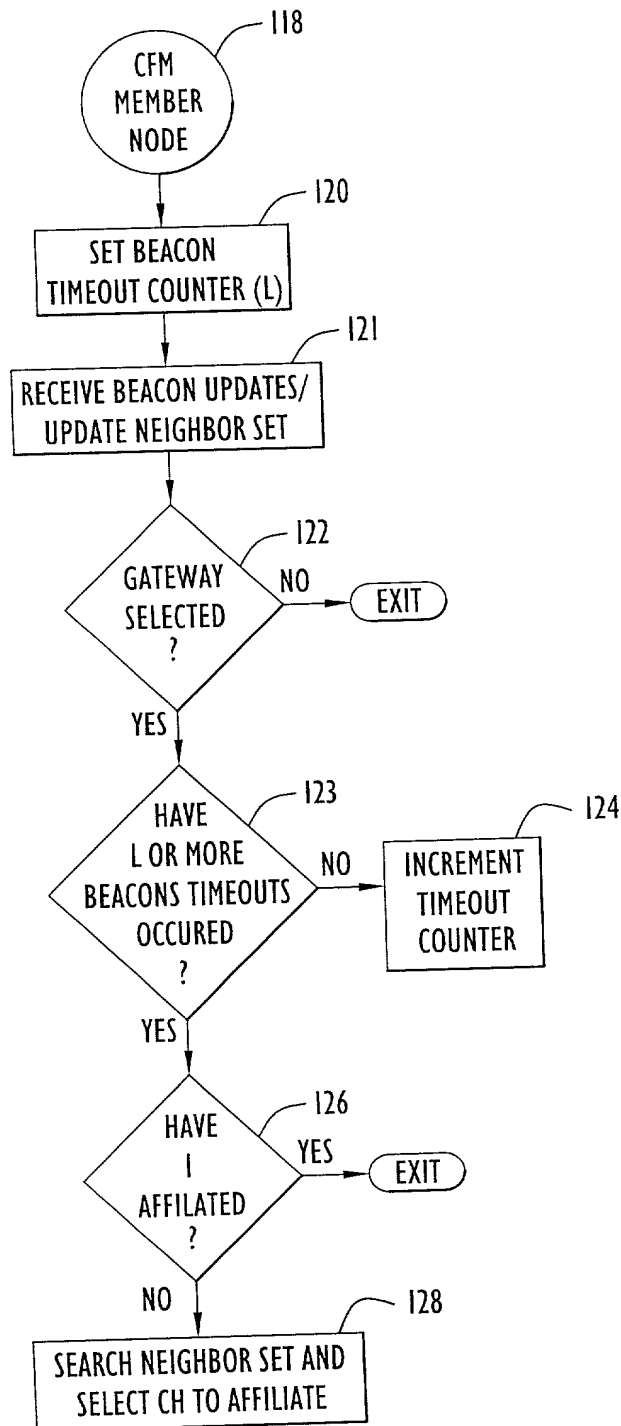 118
CFM
MEMBER
NODE
120
SET BEACON
TIMEOUT COUNTER (L)
121
RECEIVE BEACON UPDATES/
UPDATE NEIGHBOR SET
122
GATEWAY
SELECTED
?
NO
EXIT
YES
123
HAVE
L OR MORE
BEACONS TIMEOUTS
OCCURED
?
NO
124
INCREMENT
TIMEOUT
COUNTER
YES
126
HAVE
I
AFFILATED
?
YES
EXIT
NO
128
SEARCH NEIGHBOR SET AND
SELECT CH TO AFFILIATE